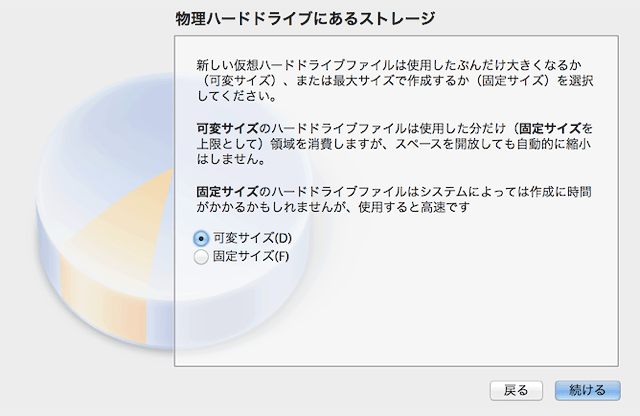 物理ハードドライブにあるストレージ
新しい仮想ハードドライブファイルは使用したぶんだけ大きくなるか
（可変サイズ）、または最大サイズで作成するか（固定サイズ）を選択
してください。
可変サイズのハードドライブファイルは使用した分だけ（固定サイズを
上限として）領域を消費しますが、スペースを開放しても自動的に縮小
はしません。
固定サイズのハードドライブファイルはシステムによっては作成に時間
がかかるかもしれませんが、使用すると高速です
可変サイズ(D)
固定サイズ(F)
戻る
続ける